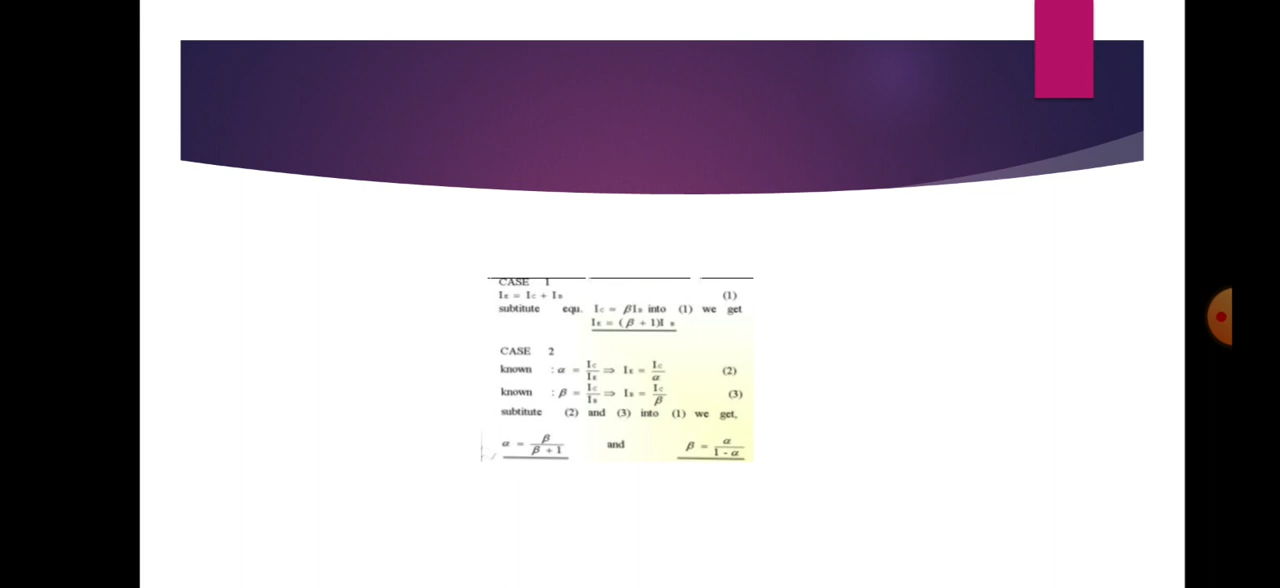 CASE 1
IE = IC + IB (1)
subtitute equ. IC = βIB into (1) we get
IE = (β + 1)I B
CASE 2
known : α = IC/IE ⇒ IE = IC/α (2)
known : β = IC/IB ⇒ IB = IC/β (3)
subtitute (2) and (3) into (1) we get,
α = β/β + 1 and β = α/1 - α